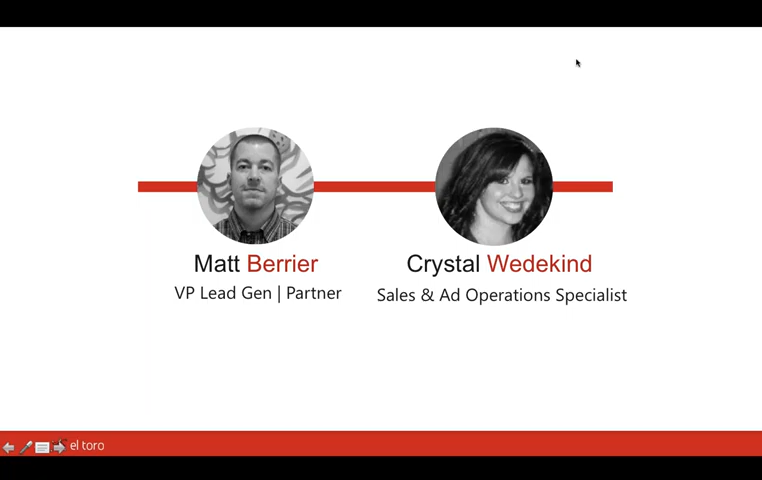 Matt Berrier
Crystal Wedekind
VP Lead Gen | Partner
Sales & Ad Operations Specialist
el toro